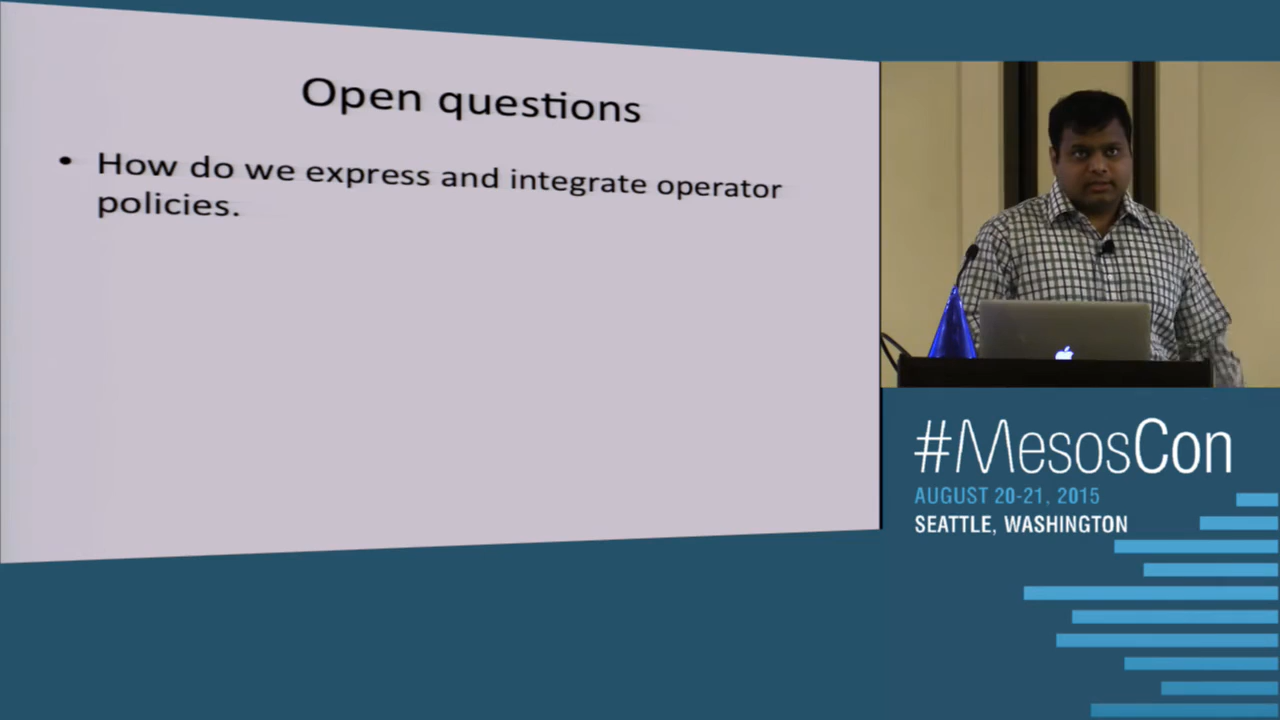 Open questions
• How do we express and integrate operator
policies.
#MesosCon
AUGUST 20-21, 2015
SEATTLE, WASHINGTON